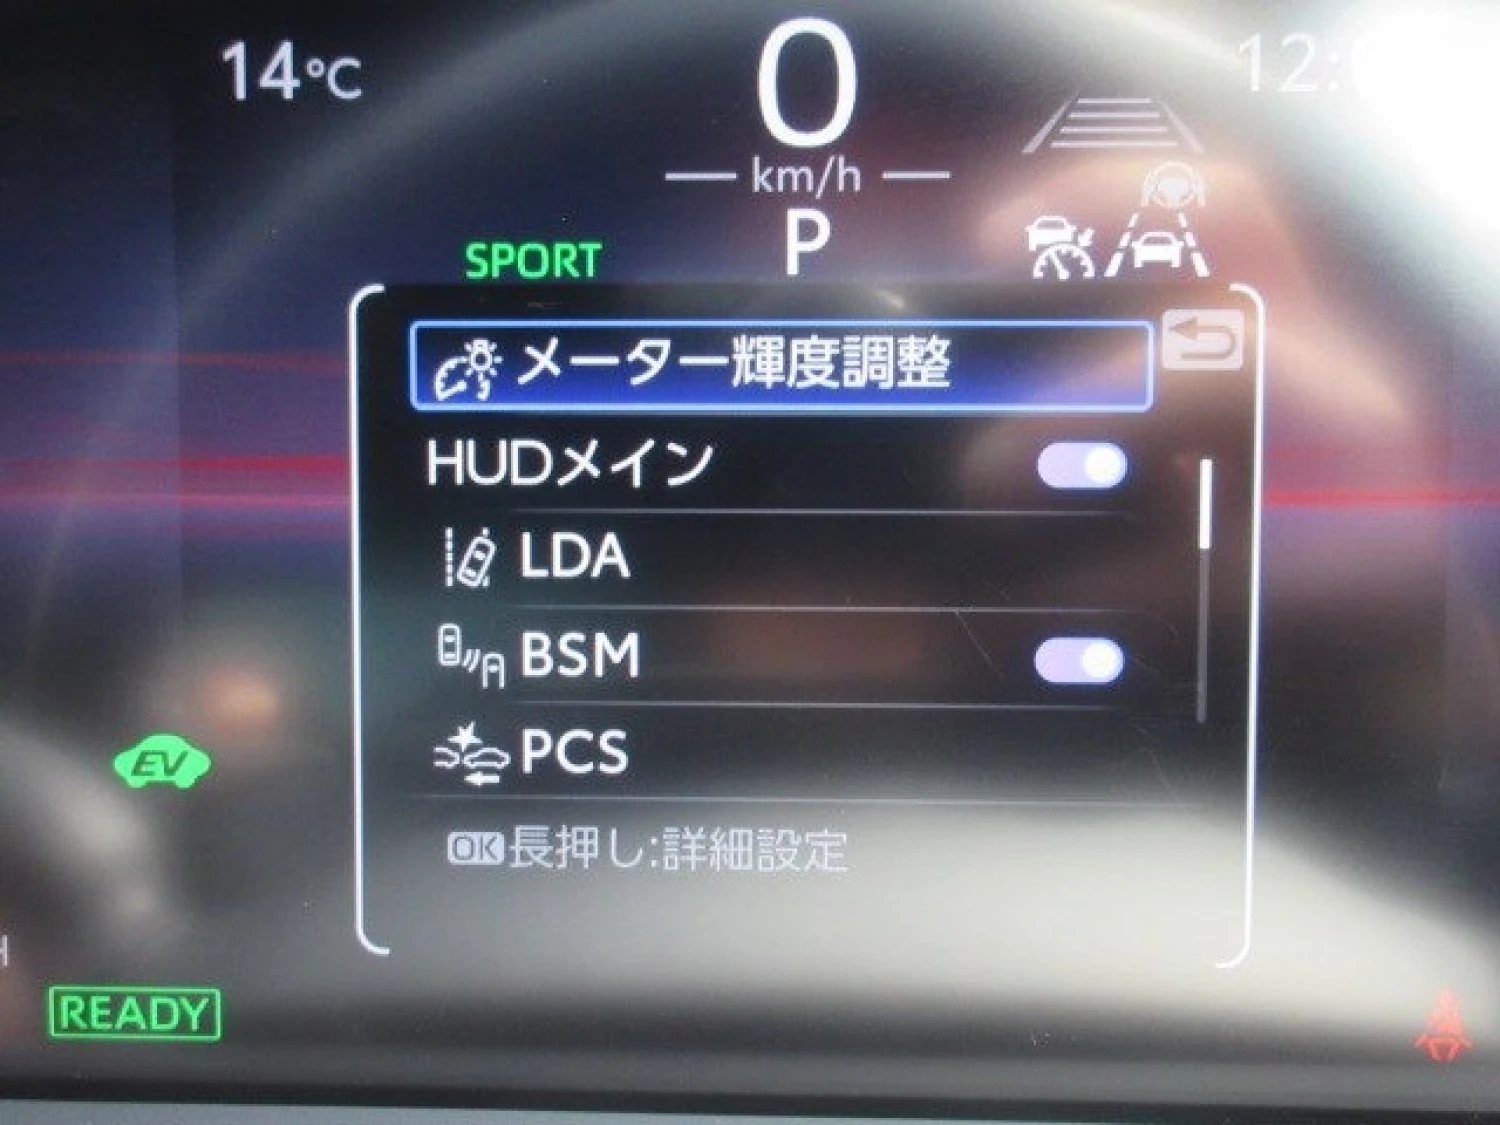 14°C
0
12:
km/h
P
SPORT
メーター輝度調整
HUDメイン
LDA
BSM
PCS
EV
OK長押し:詳細設定
H
READY